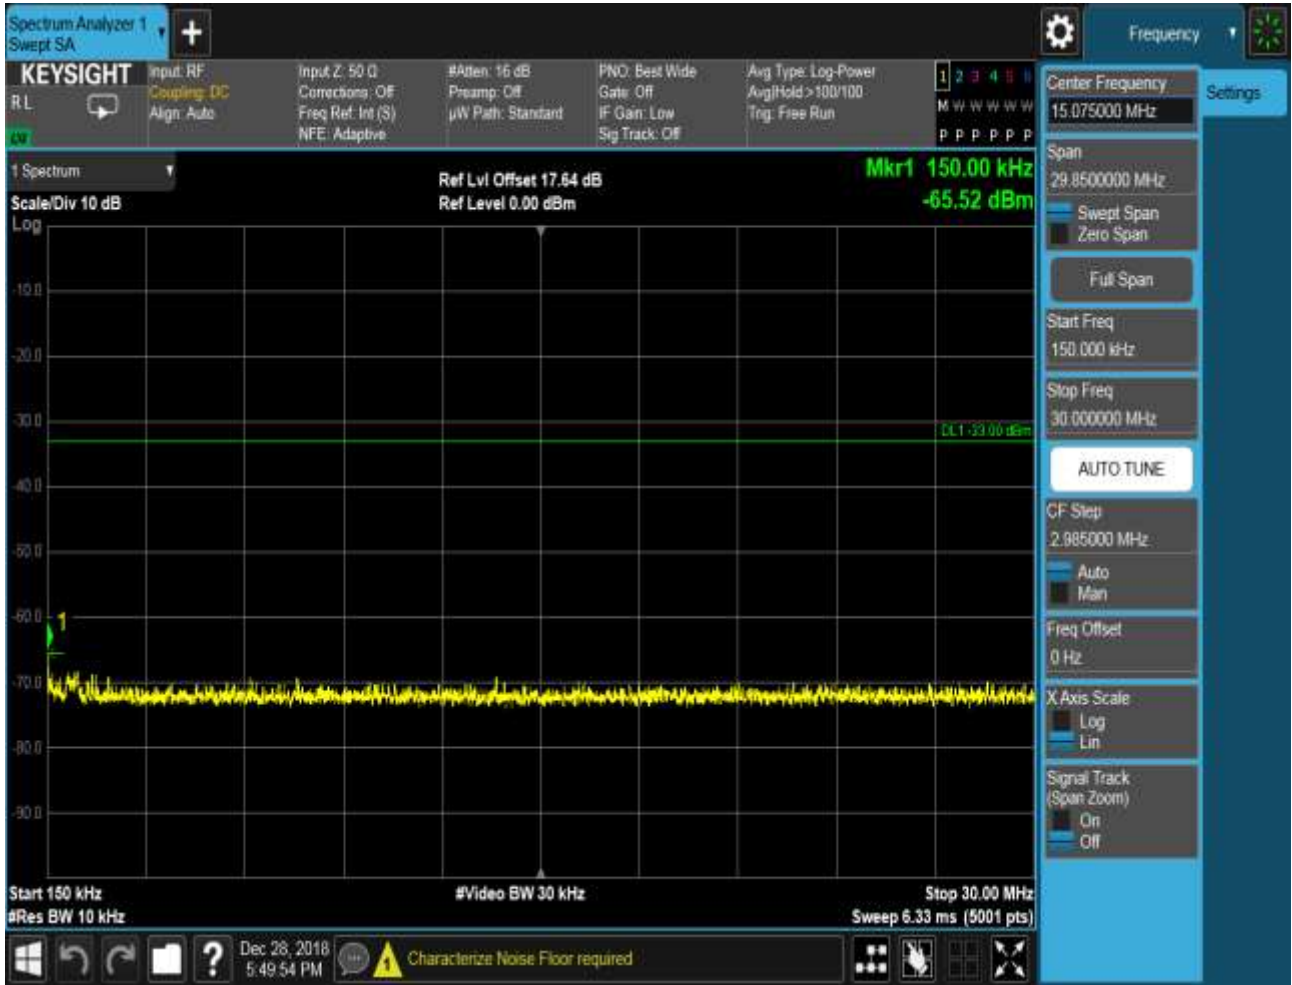 Spectrum Analyzer 1
Swept SA
+
Frequency
KEYSIGHT
R L
LXI
Input: RF
Coupling: DC
Align: Auto
Input Z: 50 Ω
Corrections: Off
Freq Ref: Int (S)
NFE: Adaptive
#Atten: 16 dB
Preamp: Off
µW Path: Standard
PNO: Best Wide
Gate: Off
IF Gain: Low
Sig Track: Off
Avg Type: Log-Power
Avg|Hold:>100/100
Trig: Free Run
1 2 3 4 5 6
M W W W W W
P P P P P P
1 Spectrum
Scale/Div 10 dB
Log
Ref Lvl Offset 17.64 dB
Ref Level 0.00 dBm
Mkr1 150.00 kHz
-65.52 dBm
-10.0
-20.0
-30.0
DL1 -33.00 dBm
-40.0
-50.0
-60.0
1
-70.0
-80.0
-90.0
Start 150 kHz
#Video BW 30 kHz
Stop 30.00 MHz
#Res BW 10 kHz
Sweep 6.33 ms (5001 pts)
Center Frequency
15.075000 MHz
Settings
Span
29.8500000 MHz
Swept Span
Zero Span
Full Span
Start Freq
150.000 kHz
Stop Freq
30.000000 MHz
AUTO TUNE
CF Step
2.985000 MHz
Auto
Man
Freq Offset
0 Hz
X Axis Scale
Log
Lin
Signal Track
(Span Zoom)
On
Off
?
Dec 28, 2018
5:49:54 PM
1
Characterize Noise Floor required